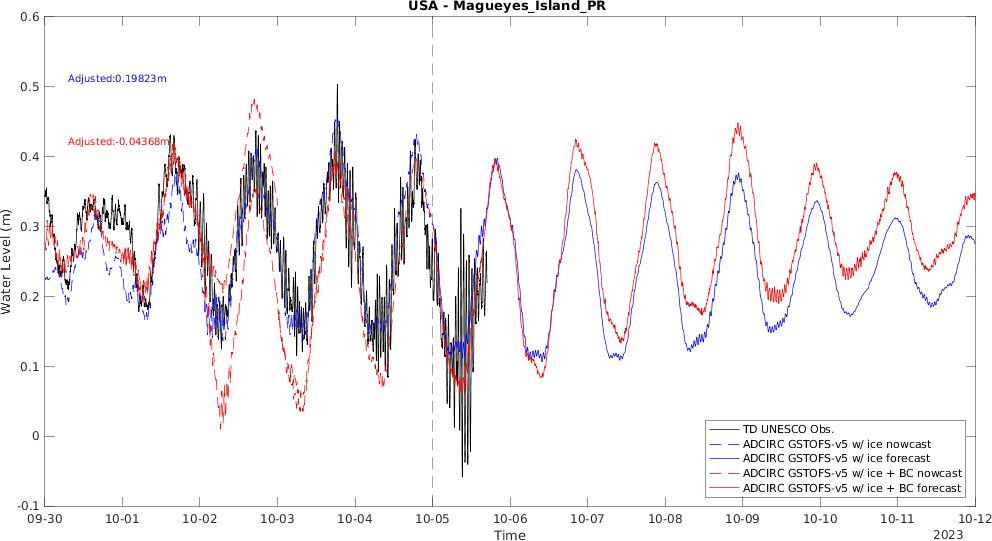 USA - Magueyes_Island_PR
0.6
0.5
0.4
0.3
0.2
0.1
0
-0.1
Water Level (m)
Adjusted:0.19823m
Adjusted:-0.04368m
TD UNESCO Obs.
ADCIRC GSTOFS-v5 w/ ice nowcast
ADCIRC GSTOFS-v5 w/ ice forecast
ADCIRC GSTOFS-v5 w/ ice + BC nowcast
ADCIRC GSTOFS-v5 w/ ice + BC forecast
09-30 10-01 10-02 10-03 10-04 10-05 10-06 10-07 10-08 10-09 10-10 10-11 10-12
Time
2023